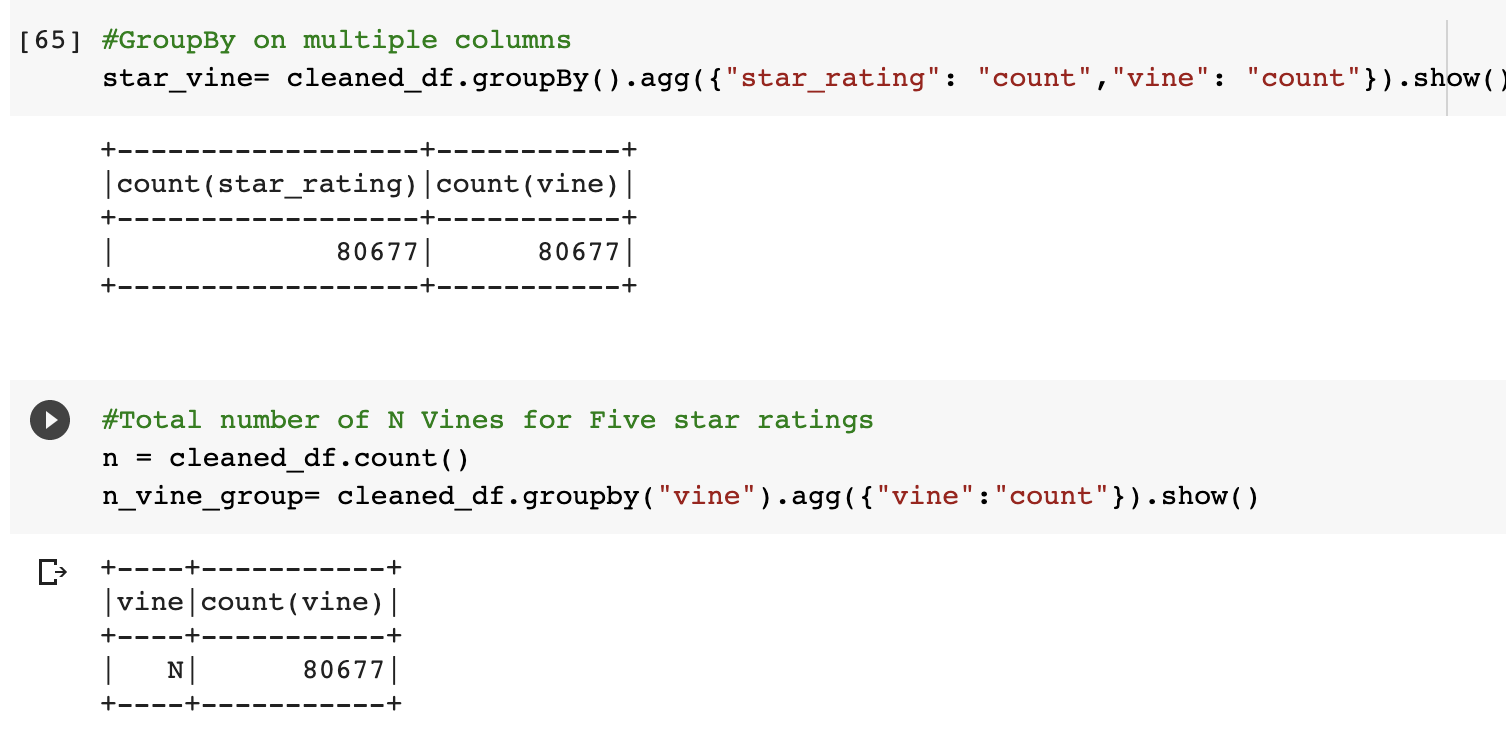 [65] #GroupBy on multiple columns
star_vine= cleaned_df.groupBy().agg({"star_rating": "count","vine": "count"}).show()
+------------------+-----------+
|count(star_rating)|count(vine)|
+------------------+-----------+
|             80677|      80677|
+------------------+-----------+
#Total number of N Vines for Five star ratings
n = cleaned_df.count()
n_vine_group= cleaned_df.groupby("vine").agg({"vine":"count"}).show()
+----+-----------+
|vine|count(vine)|
+----+-----------+
|   N|      80677|
+----+-----------+